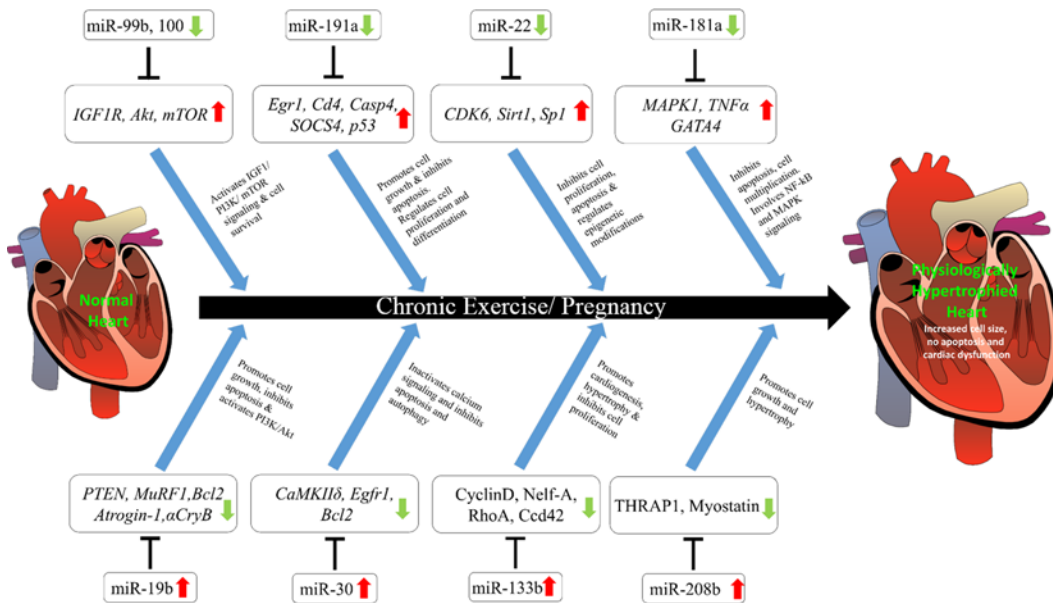 miR-99b, 100
miR-191a
miR-22
miR-181a
IGF1R, Akt, mTOR
Egr1, Cd4, Casp4,
SOCS4, p53
CDK6, Sirt1, Sp1
MAPK1, TNFα
GATA4
Activates IGF1/
PI3K/ mTOR
signaling & cell
survival
Promotes cell
growth & inhibits
apoptosis.
Regulates cell
proliferation and
differentiation
Inhibits cell
proliferation,
apoptosis &
regulates
epigenetic
modifications
Inhibits
apoptosis, cell
multiplication.
Involves NF-kB
and MAPK
signaling
Normal
Heart
Chronic Exercise/ Pregnancy
Physiologically
Hypertrophied
Heart
Increased cell size,
no apoptosis and
cardiac dysfunction
Promotes cell
growth, inhibits
apoptosis &
activates PI3K/Akt
Inactivates calcium
signaling and inhibits
apoptosis and
autophagy
Promotes
cardiogenesis,
hypertrophy &
inhibits cell
proliferation
Promotes cell
growth and
hypertrophy
PTEN, MuRF1,Bcl2
Atrogin-1,αCryB
CaMKIIδ, Egfr1,
Bcl2
CyclinD, Nelf-A,
RhoA, Ccd42
THRAP1, Myostatin
miR-19b
miR-30
miR-133b
miR-208b